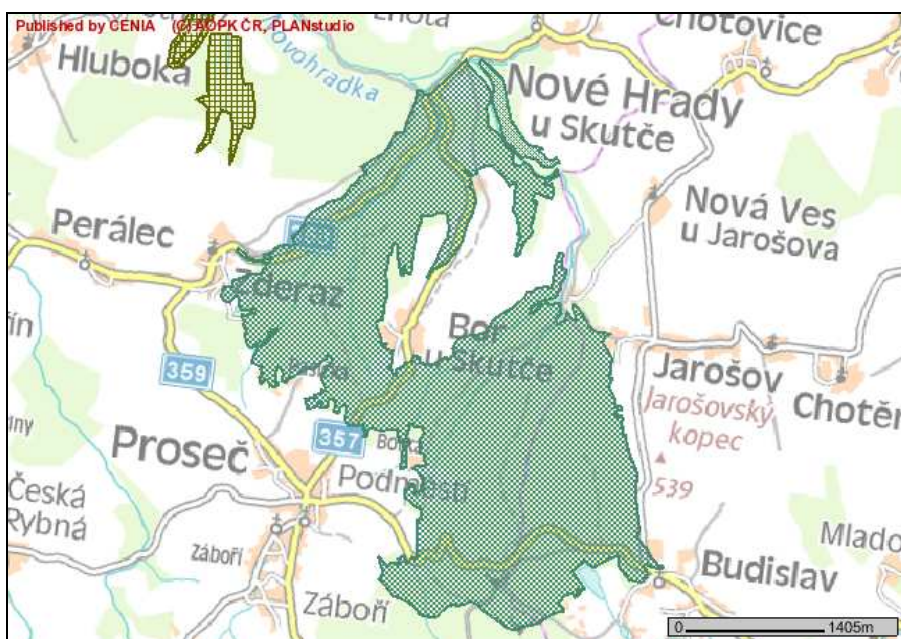 Published by CENIA (C) AOPK ČR, PLANstudio
Lhota
Chotovice
Hluboká
Novohradka
Nové Hrady
u Skutče
Nová Ves
u Jarošova
Perálec
Zderaz
Bor
u Skutče
359
Jarošov
Jarošovský
kopec
539
Chotěn
357
Proseč
Podměstí
Česká
Rybná
Záboří
Záboří
Budislav
Mlado
0 1405m